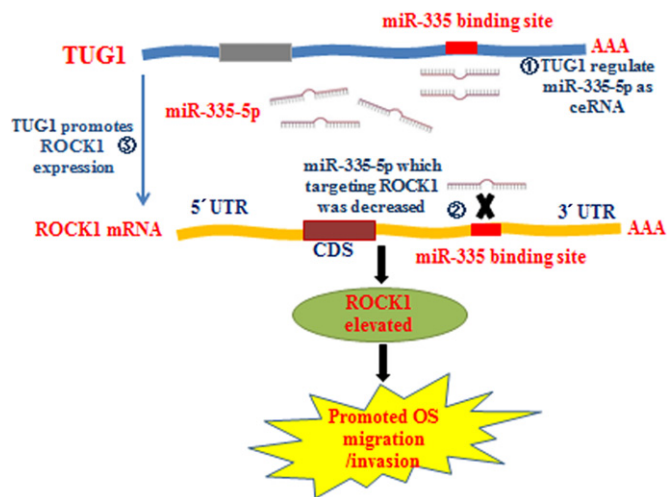 miR-335 binding site
TUG1
AAA
①TUG1 regulate
miR-335-5p as
ceRNA
miR-335-5p
TUG1 promotes
ROCK1 ③
expression
miR-335-5p which
targeting ROCK1
was decreased
②
5´ UTR
3´ UTR
ROCK1 mRNA
AAA
CDS
miR-335 binding site
ROCK1
elevated
Promoted OS
migration
/invasion